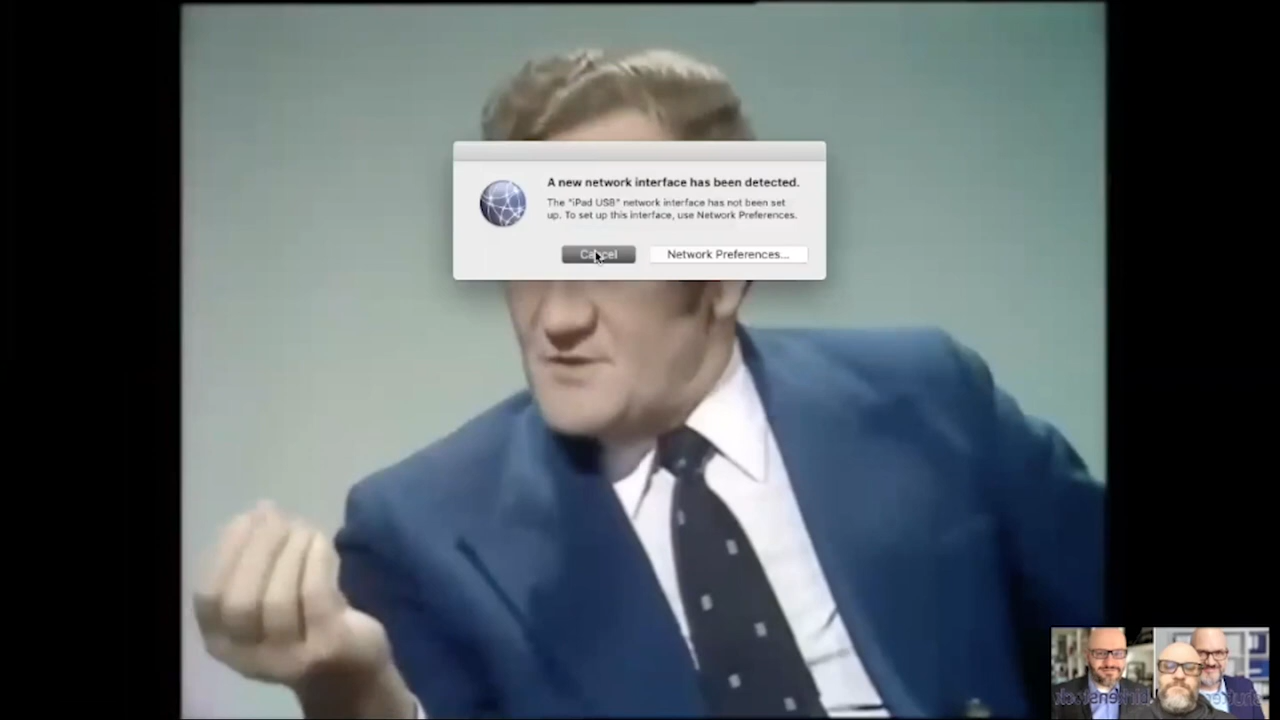 A new network interface has been detected.
The "iPad USB" network interface has not been set
up. To set up this interface, use Network Preferences.
Cancel
Network Preferences...